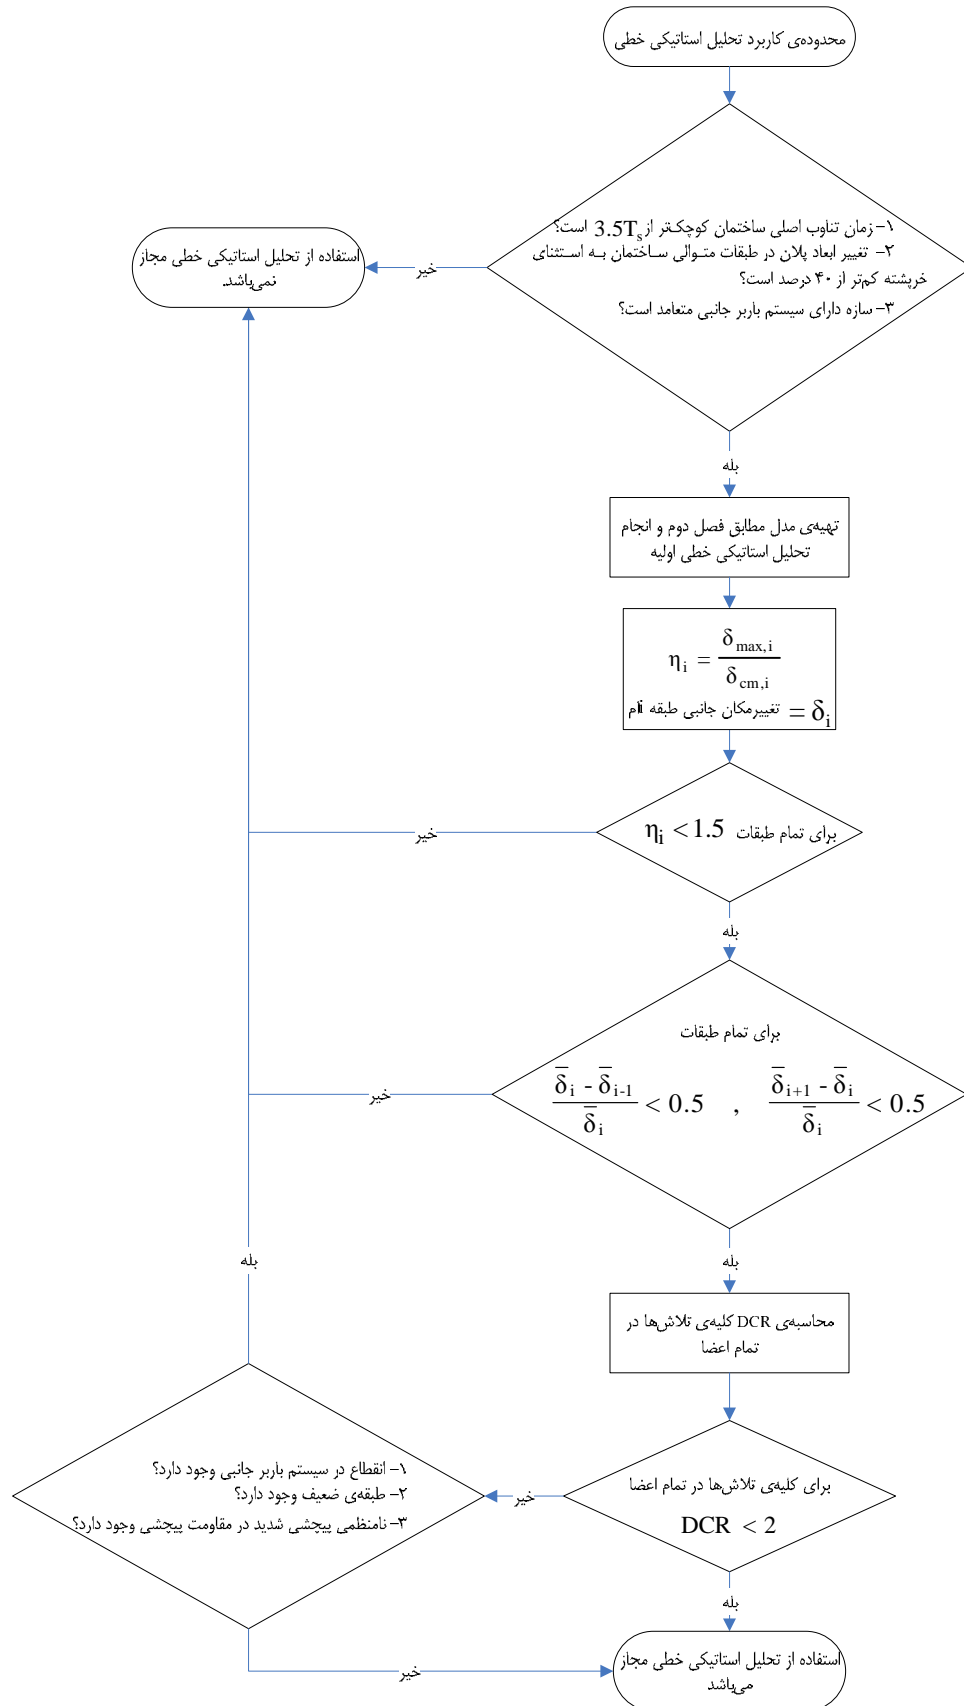 محدوده‌ی کاربرد تحلیل استاتیکی خطی
۱- زمان تناوب اصلی ساختمان کوچک‌تر از 3.5Ts است؟
۲- تغییر ابعاد پلان در طبقات متوالی ساختمان به استثنای
خرپشته کم‌تر از ۴۰ درصد است؟
۳- سازه دارای سیستم باربر جانبی متعامد است؟
خیر
استفاده از تحلیل استاتیکی خطی مجاز
نمی‌باشد.
بله
تهیه‌ی مدل مطابق فصل دوم و انجام
تحلیل استاتیکی خطی اولیه
ηi = δmax,i / δcm,i
تغییرمکان جانبی طبقه iام = δi
برای تمام طبقات ηi < 1.5
خیر
بله
برای تمام طبقات
(δ̅i - δ̅i-1) / δ̅i < 0.5 , (δ̅i+1 - δ̅i) / δ̅i < 0.5
خیر
بله
محاسبه‌ی DCR کلیه‌ی تلاش‌ها در
تمام اعضا
برای کلیه‌ی تلاش‌ها در تمام اعضا
DCR < 2
خیر
۱- انقطاع در سیستم باربر جانبی وجود دارد؟
۲- طبقه‌ی ضعیف وجود دارد؟
۳- نامنظمی پیچشی شدید در مقاومت پیچشی وجود دارد؟
بله
خیر
بله
استفاده از تحلیل استاتیکی خطی مجاز
می‌باشد